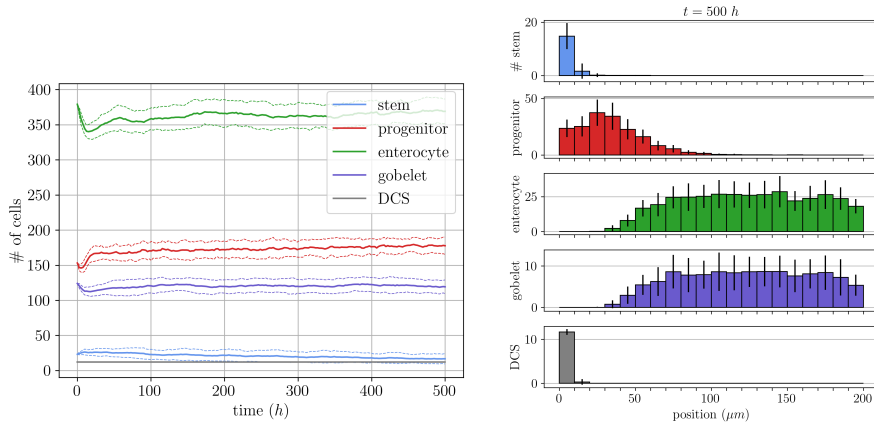 400
350
300
250
200
150
100
50
0
# of cells
0 100 200 300 400 500
time (h)
stem
progenitor
enterocyte
gobelet
DCS
t = 500 h
20
0
# stem
50
0
progenitor
25
0
enterocyte
10
0
gobelet
10
0
DCS
0 50 100 150 200
position (μm)